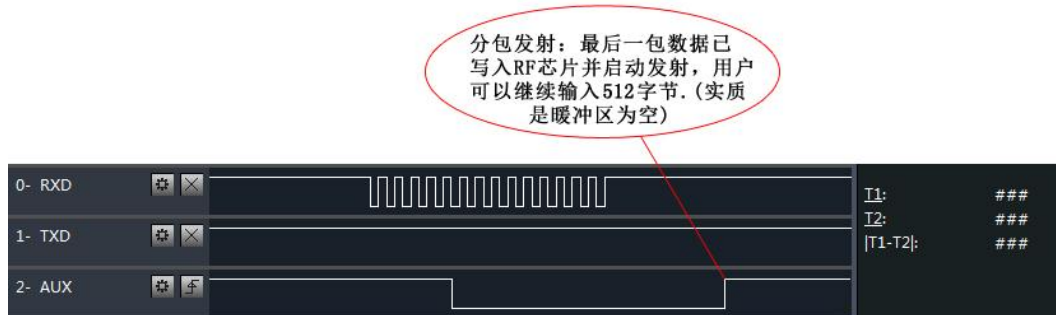 分包发射：最后一包数据已
写入RF芯片并启动发射，用户
可以继续输入512字节.(实质
是暖冲区为空)
0- RXD
T1: ###
1- TXD
T2: ###
|T1-T2|: ###
2- AUX